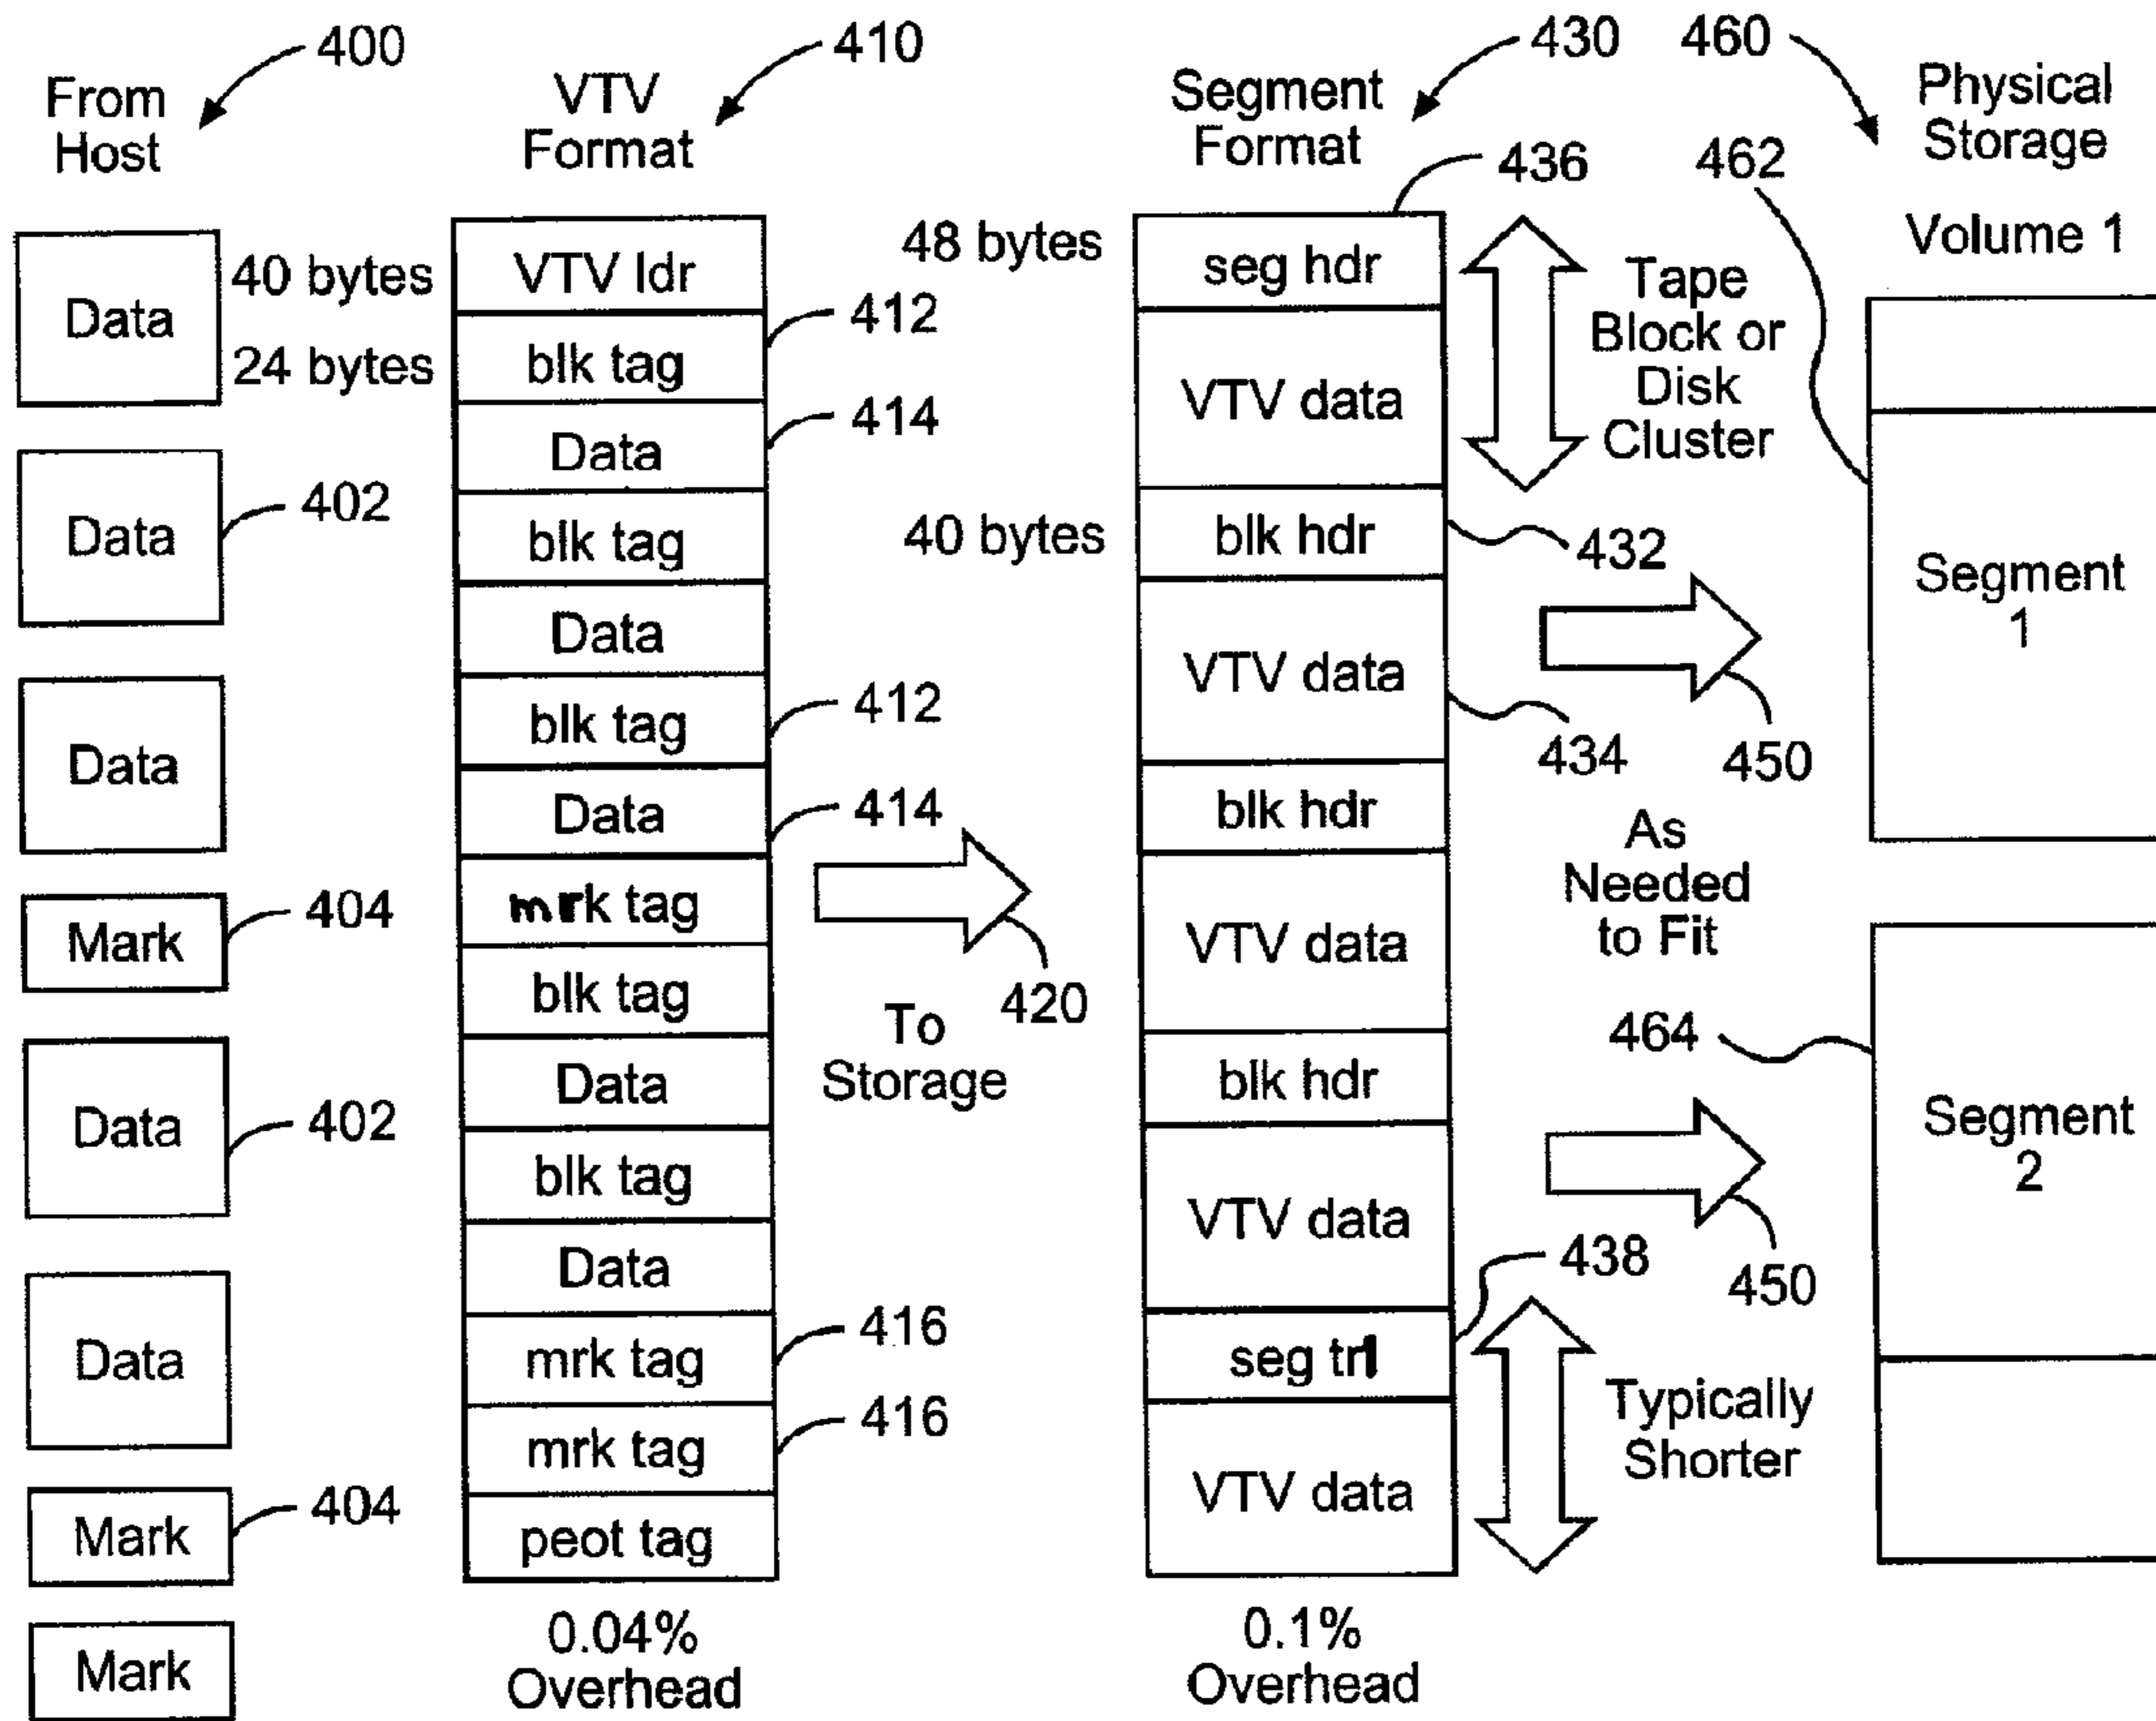 400
From
Host
Data
Data
402
Data
Mark
404
Data
402
Data
Mark
404
Mark
410
VTV
Format
40 bytes
VTV ldr
24 bytes
blk tag
412
Data
414
blk tag
Data
blk tag
412
Data
414
mrk tag
blk tag
Data
blk tag
Data
mrk tag
416
mrk tag
416
peot tag
0.04%
Overhead
420
To
Storage
430
Segment
Format
436
48 bytes
seg hdr
VTV data
40 bytes
blk hdr
432
VTV data
434
blk hdr
VTV data
blk hdr
VTV data
seg trl
438
VTV data
0.1%
Overhead
Tape
Block or
Disk
Cluster
450
As
Needed
to Fit
450
Typically
Shorter
460
Physical
Storage
462
Volume 1
Segment
1
464
Segment
2